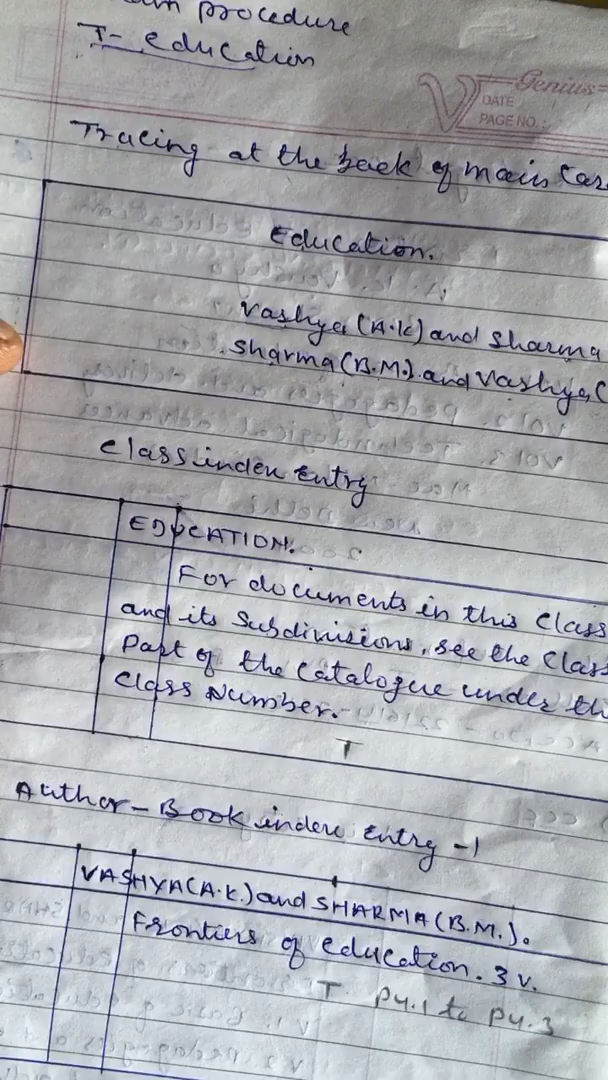 procedure
T- education
Genius
DATE
PAGE NO.:
Tracing at the back of main Car
Education.
Vashya (A.K) and Sharma
Sharma (B.M.) and Vashya (
Class inden Entry
EDUCATION.
For documents in this Class
and its Subdivisions, see the Class
Part of the Catalogue under th
Class Number.
T
Author-Book index Entry -1
VASHYA (A.K.) and SHARMA (B.M.).
Frontiers of education. 3 v.
T P4.1 to P4.3